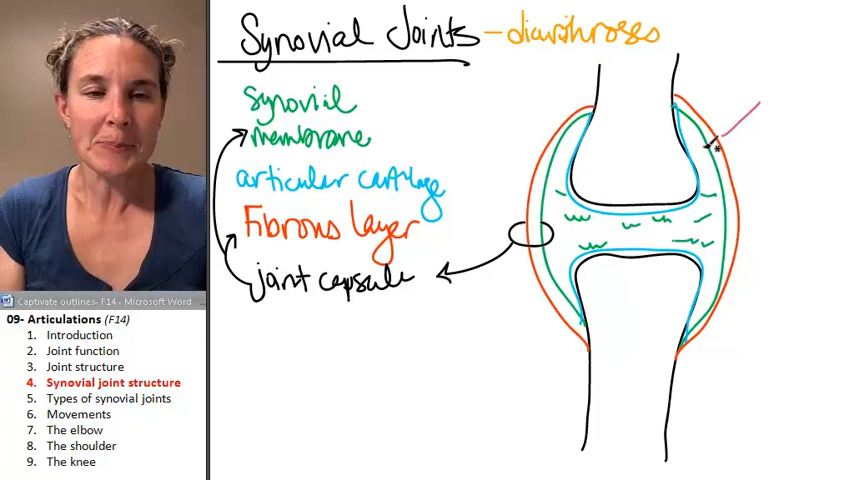 Synovial Joints - diarthroses
Synovial
membrane
articular cartilage
Fibrous layer
joint capsule
Captivate outlines- F14 - Microsoft Word
09- Articulations (F14)
1. Introduction
2. Joint function
3. Joint structure
4. Synovial joint structure
5. Types of synovial joints
6. Movements
7. The elbow
8. The shoulder
9. The knee